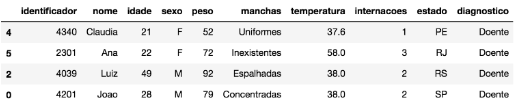 identificador nome idade sexo peso manchas temperatura internacoes estado diagnostico
4 4340 Claudia 21 F 52 Uniformes 37.6 1 PE Doente
5 2301 Ana 22 F 72 Inexistentes 58.0 3 RJ Doente
2 4039 Luiz 49 M 92 Espalhadas 38.0 2 RS Doente
0 4201 Joao 28 M 79 Concentradas 38.0 2 SP Doente